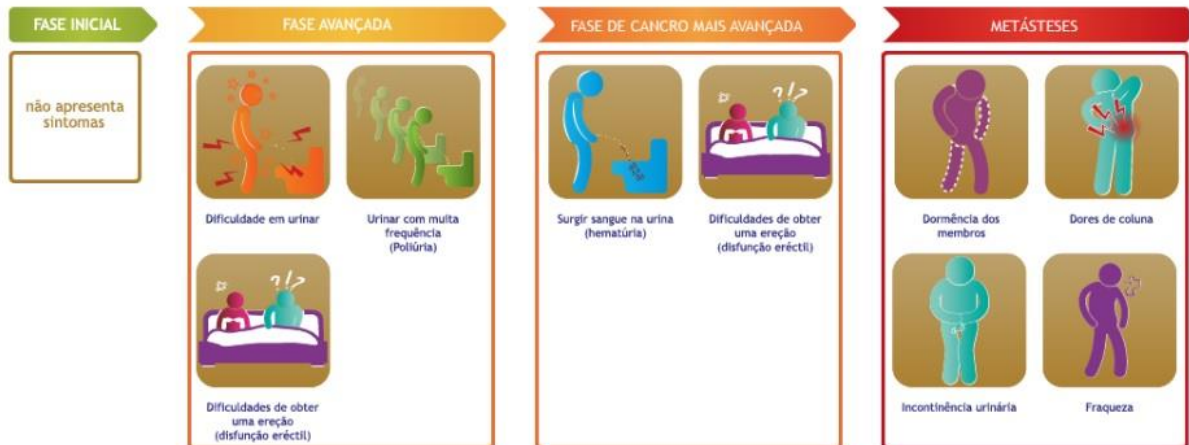 FASE INICIAL
não apresenta
sintomas
FASE AVANÇADA
Dificuldade em urinar
Urinar com muita
frequência
(Poliúria)
Dificuldades de obter
uma ereção
(disfunção eréctil)
FASE DE CANCRO MAIS AVANÇADA
Surgir sangue na urina
(hematúria)
?!?
Dificuldades de obter
uma ereção
(disfunção eréctil)
?!?
METÁSTESES
Dormência dos
membros
Dores de coluna
Incontinência urinária
Fraqueza